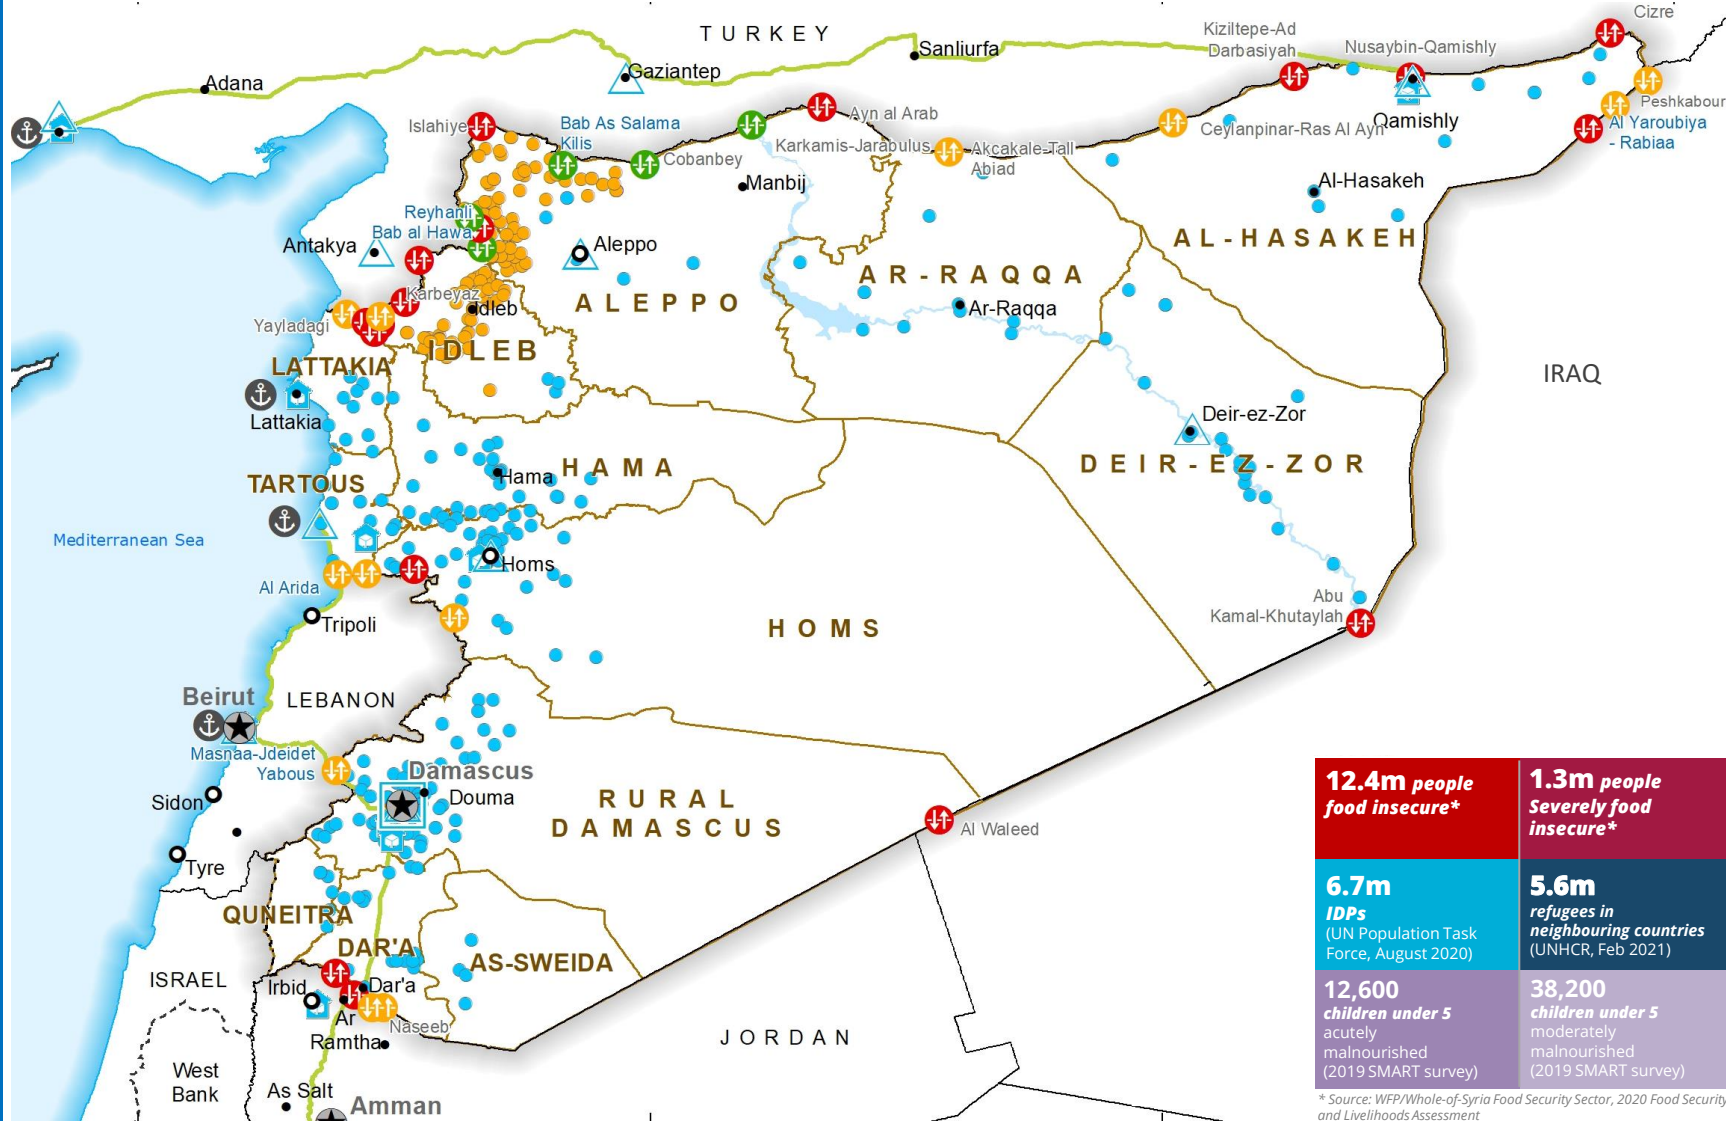 Cizre
TURKEY
Kiziltepe-Ad
Darbasiyah
Nusaybin-Qamishly
Sanliurfa
Gaziantep
Adana
Peshkabour
Islahiye
Bab As Salama
Kilis
Ayn al Arab
Ceylanpinar-Ras Al Ayn
Qamishly
Al Yaroubiya
- Rabiaa
Karkamis-Jarabulus
Akcakale-Tall
Abiad
Cobanbey
Manbij
Al-Hasakeh
Reyhanli
Bab al Hawa
Antakya
Aleppo
AL-HASAKEH
AR-RAQQA
Karbeyaz
ALEPPO
Idleb
Ar-Raqqa
Yayladagi
IDLEB
LATTAKIA
IRAQ
Lattakia
Deir-ez-Zor
DEIR-EZ-ZOR
HAMA
Hama
TARTOUS
Mediterranean Sea
Homs
Al Arida
Abu
Kamal-Khutaylah
Tripoli
HOMS
Beirut
LEBANON
Masnaa-Jdeidet
Yabous
Damascus
Douma
Sidon
RURAL
DAMASCUS
Al Waleed
Tyre
QUNEITRA
DAR'A
AS-SWEIDA
ISRAEL
Irbid
Dar'a
Ar
Ramtha
Naseeb
JORDAN
West
Bank
As Salt
Amman
12.4m people
food insecure*
1.3m people
Severely food
insecure*
6.7m
IDPs
(UN Population Task
Force, August 2020)
5.6m
refugees in
neighbouring countries
(UNHCR, Feb 2021)
12,600
children under 5
acutely
malnourished
(2019 SMART survey)
38,200
children under 5
moderately
malnourished
(2019 SMART survey)
* Source: WFP/Whole-of-Syria Food Security Sector, 2020 Food Security
and Livelihoods Assessment